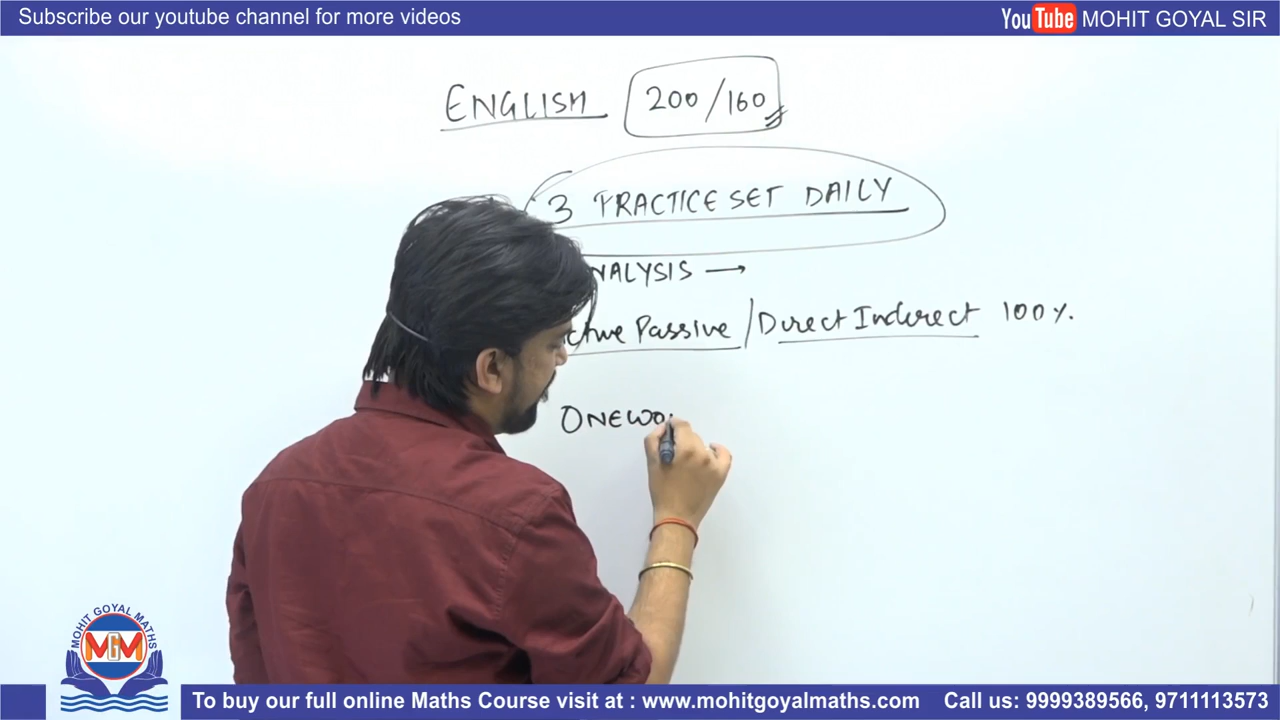 Subscribe our youtube channel for more videos
YouTube MOHIT GOYAL SIR
ENGLISH 200/160
3 PRACTICE SET DAILY
NALYSIS →
ctive Passive / Direct Indirect 100%.
ONEWO
MOHIT GOYAL MATHS
MGM
To buy our full online Maths Course visit at : www.mohitgoyalmaths.com Call us: 9999389566, 9711113573